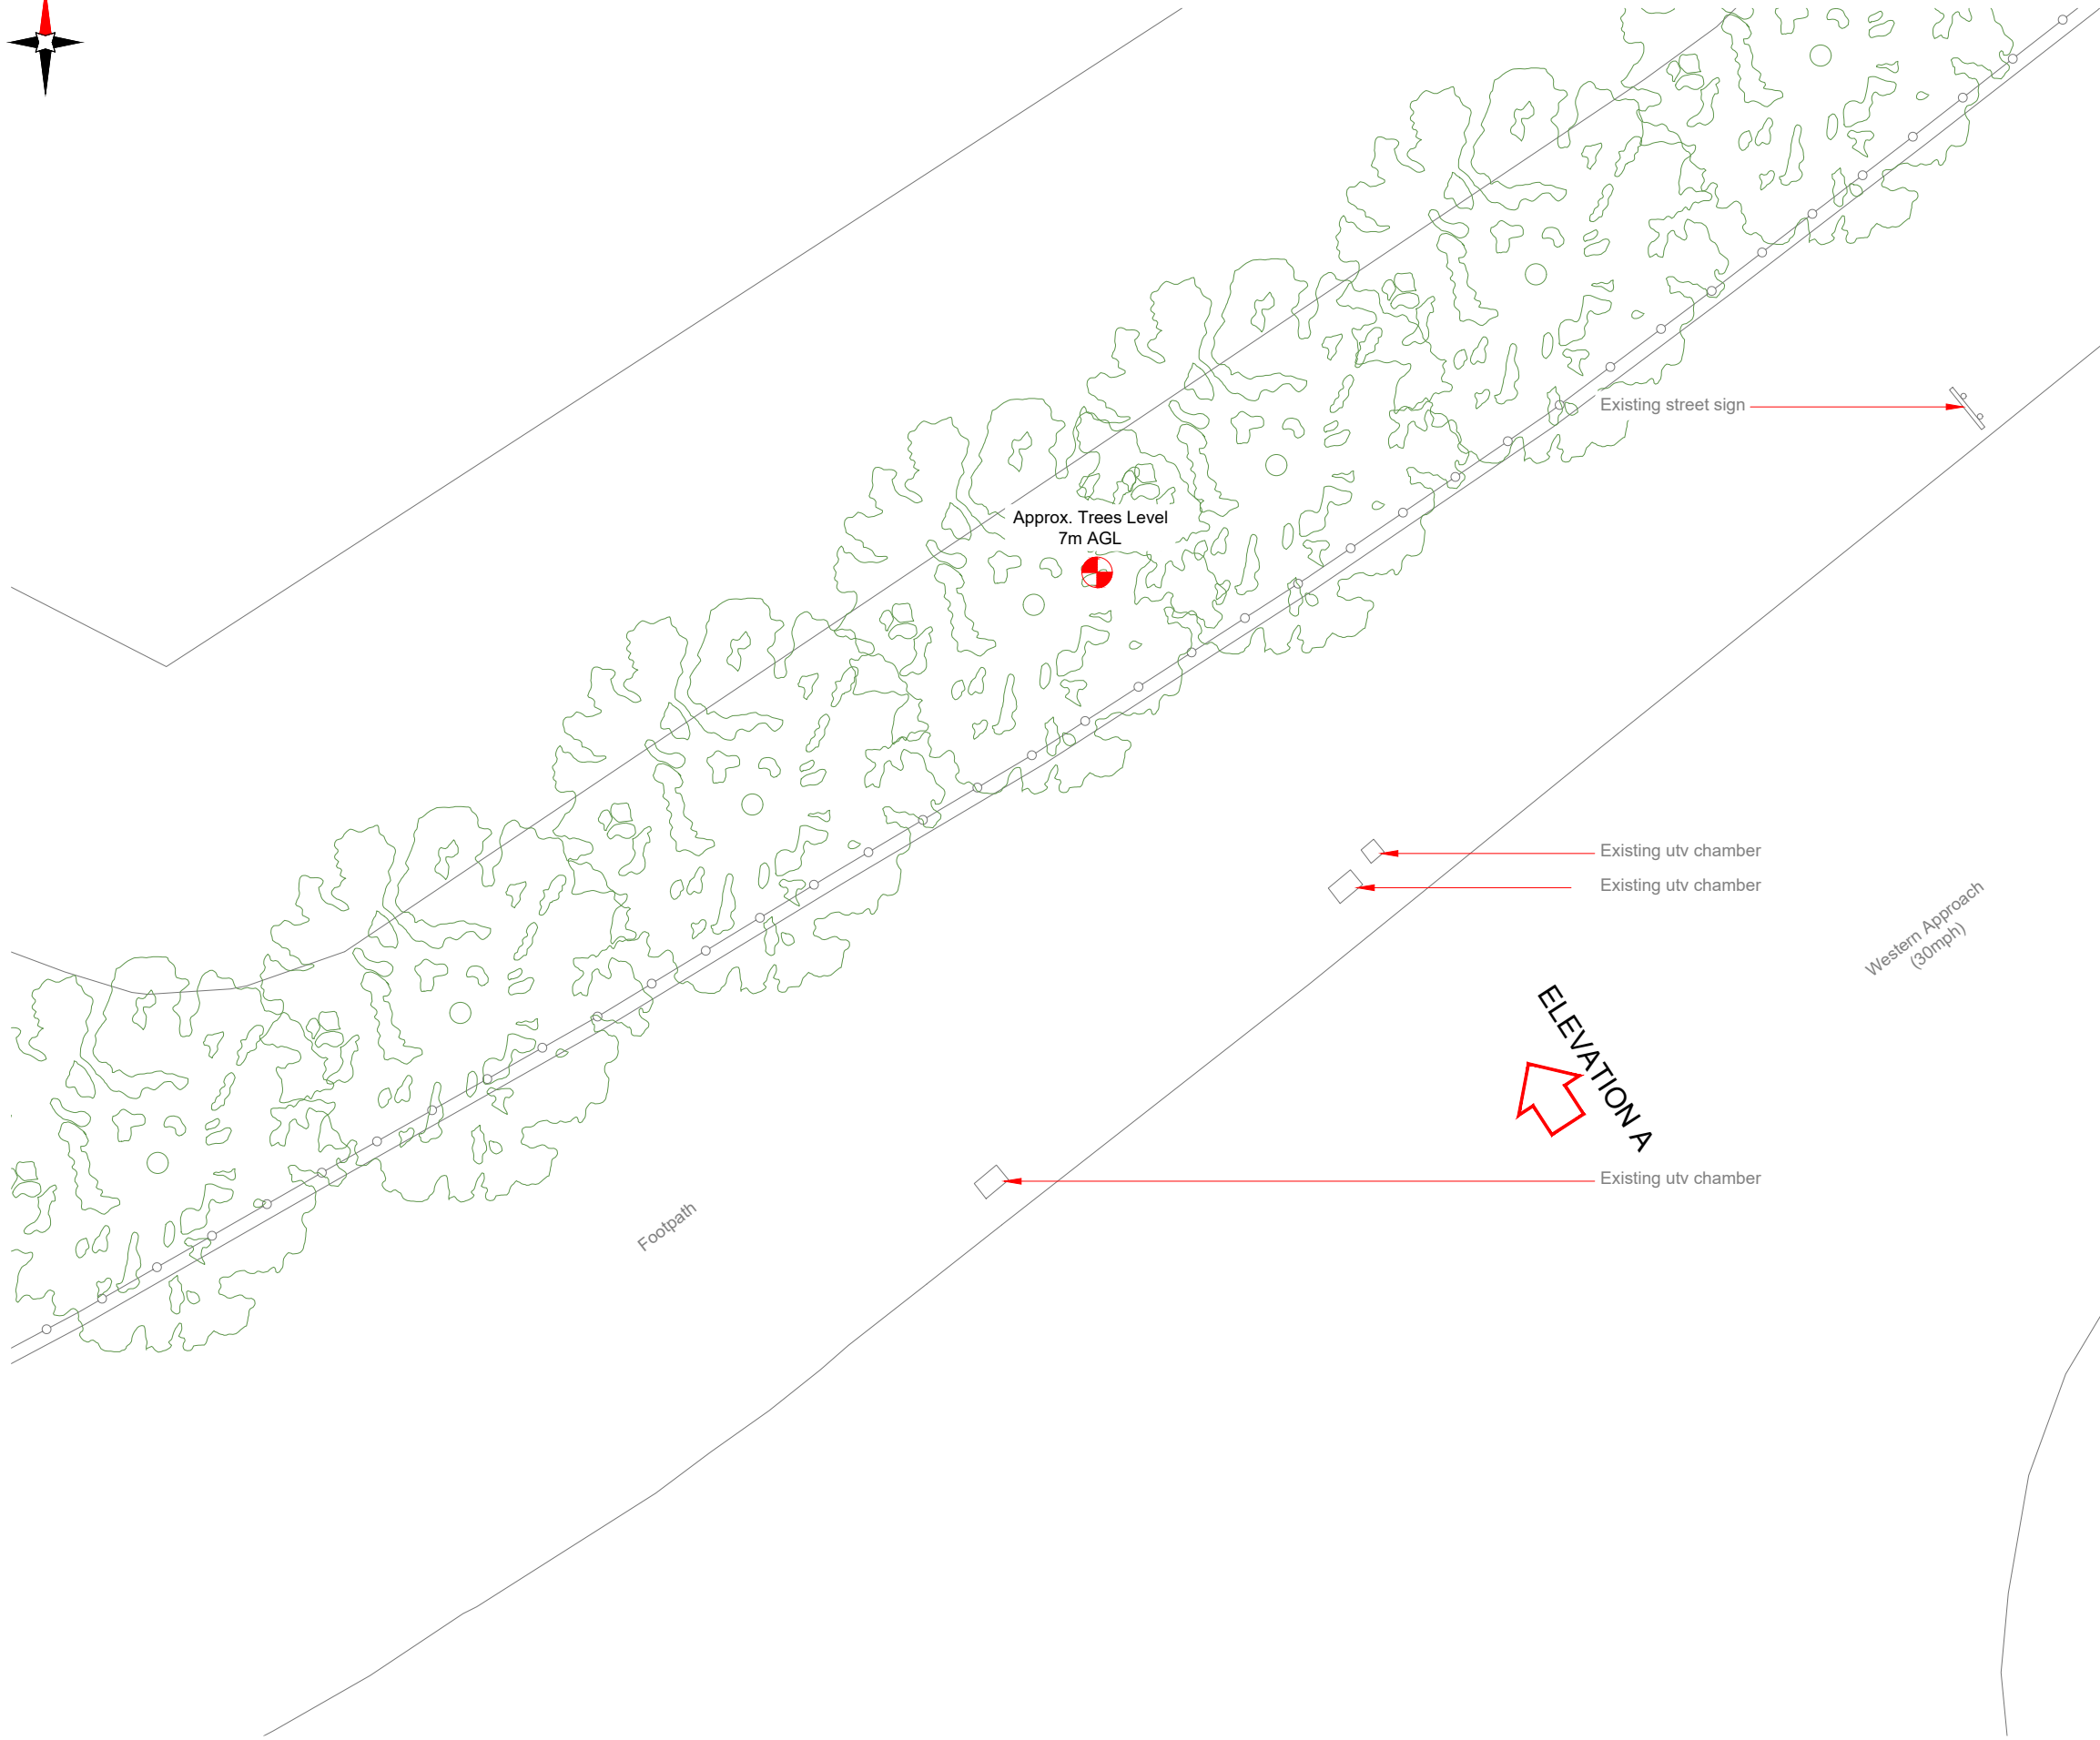 Existing street sign
Approx. Trees Level
7m AGL
Existing utv chamber
Existing utv chamber
Western Approach
(30mph)
ELEVATION A
Existing utv chamber
Footpath